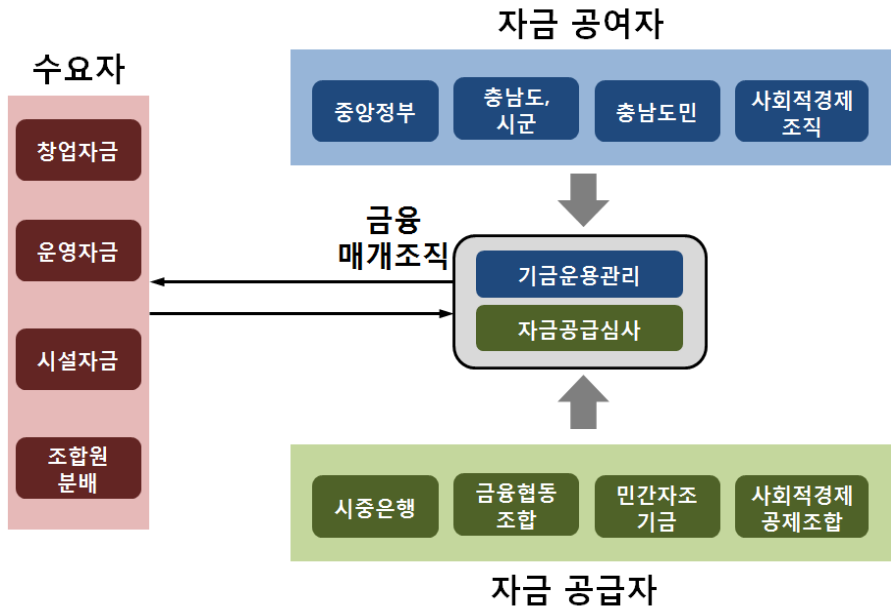 자금 공여자
중앙정부
충남도,
시군
충남도민
사회적경제
조직
수요자
창업자금
운영자금
시설자금
조합원
분배
금융
매개조직
기금운용관리
자금공급심사
시중은행
금융협동
조합
민간자조
기금
사회적경제
공제조합
자금 공급자